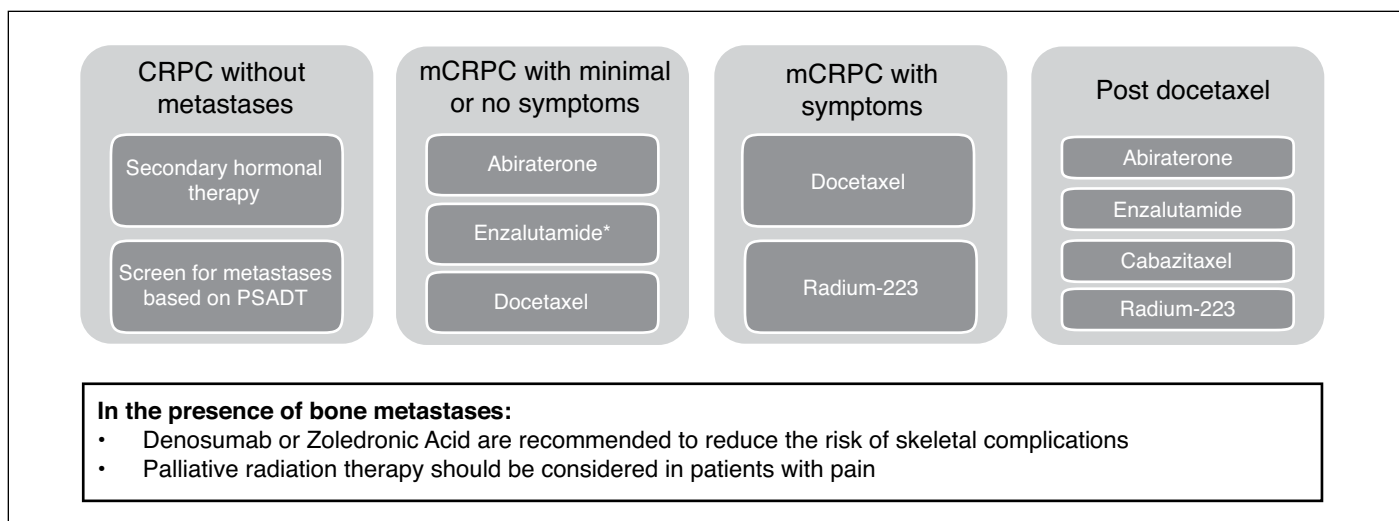 CRPC without
metastases
Secondary hormonal
therapy
Screen for metastases
based on PSADT
mCRPC with minimal
or no symptoms
Abiraterone
Enzalutamide*
Docetaxel
mCRPC with
symptoms
Docetaxel
Radium-223
Post docetaxel
Abiraterone
Enzalutamide
Cabazitaxel
Radium-223
In the presence of bone metastases:
• Denosumab or Zoledronic Acid are recommended to reduce the risk of skeletal complications
• Palliative radiation therapy should be considered in patients with pain